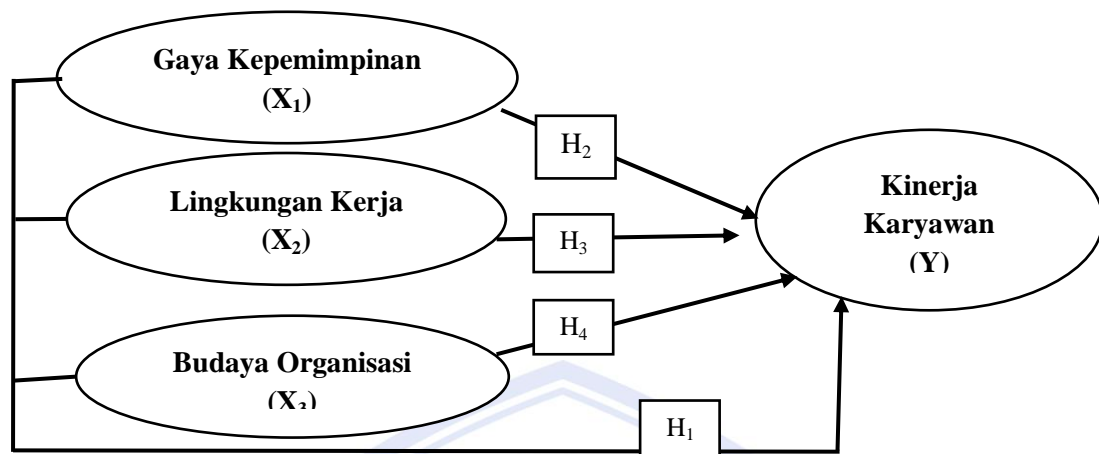 Gaya Kepemimpinan
(X₁)
H₂
Lingkungan Kerja
(X₂)
H₃
Kinerja
Karyawan
(Y)
H₄
Budaya Organisasi
(X₃)
H₁